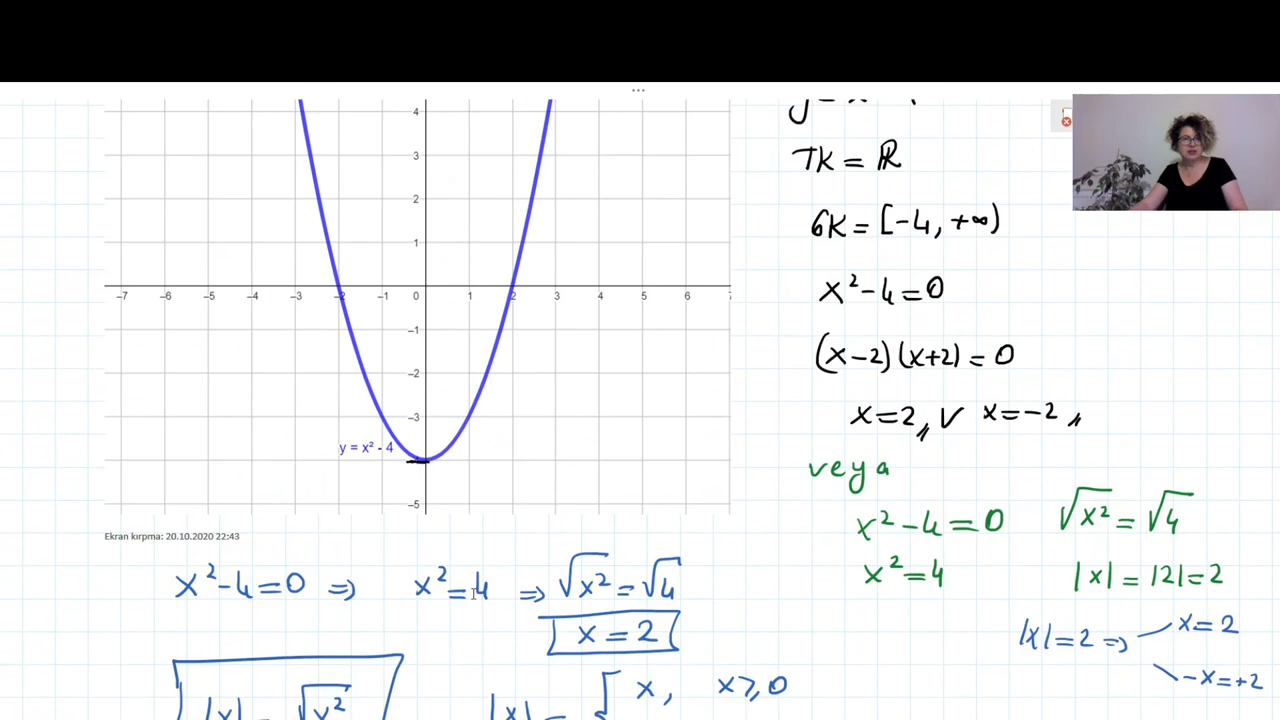 4
3
2
1
-7 -6 -5 -4 -3 -2 -1 0 1 2 3 4 5 6 7
-1
-2
-3
-4
-5
y = x² - 4
Ekran kırpma: 20.10.2020 22:43
x²-4=0 ⇒ x²=4 ⇒ √x² = √4
x = 2
|x| = √x²
|x| = { x, x≥0
TK = ℝ
GK = [-4, +∞)
x²-4=0
(x-2)(x+2) = 0
x=2 ∨ x=-2
veya
x²-4=0
x²=4
√x² = √4
|x| = |2| = 2
|x|=2 ⇒ x=2
-x=+2